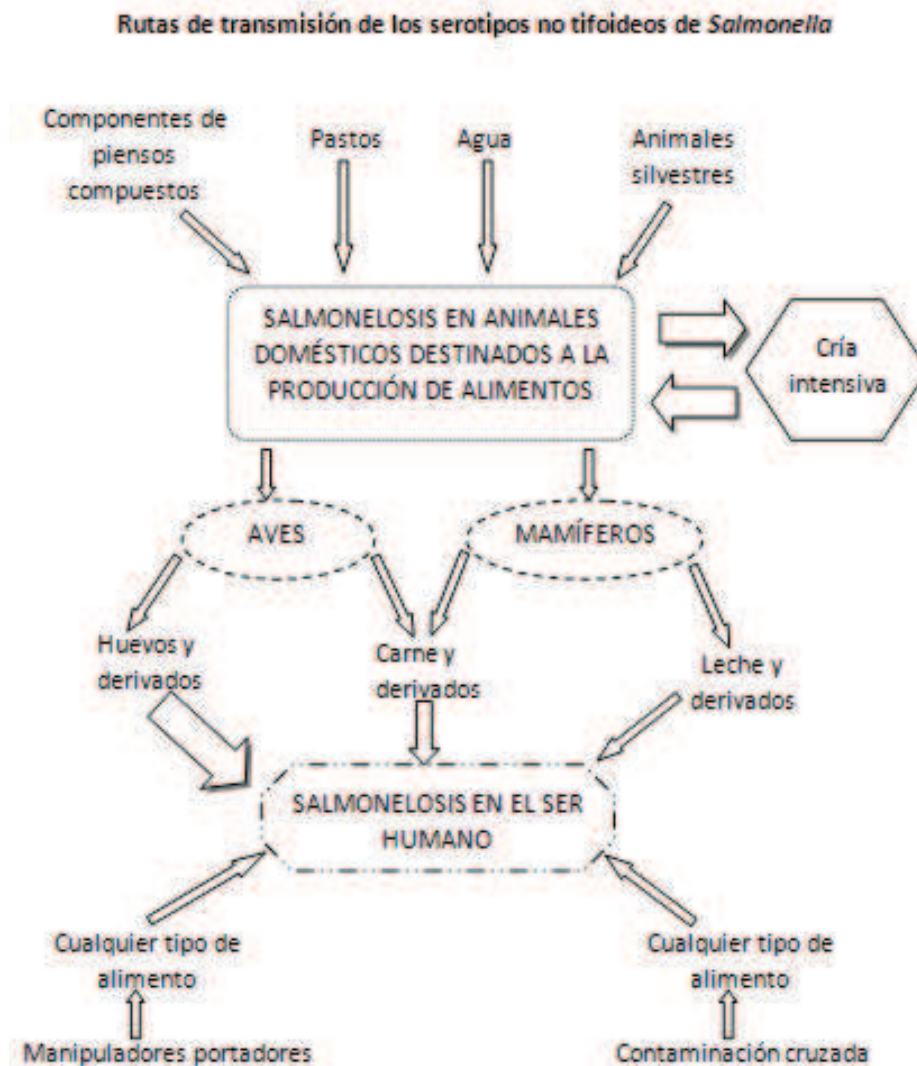 Rutas de transmisión de los serotipos no tifoideos de Salmonella
Componentes de
piensos
compuestos
Pastos
Agua
Animales
silvestres
SALMONELOSIS EN ANIMALES
DOMÉSTICOS DESTINADOS A LA
PRODUCCIÓN DE ALIMENTOS
Cría
intensiva
AVES
MAMÍFEROS
Huevos y
derivados
Carne y
derivados
Leche y
derivados
SALMONELOSIS EN EL SER
HUMANO
Cualquier tipo de
alimento
Cualquier tipo de
alimento
Manipuladores portadores
Contaminación cruzada